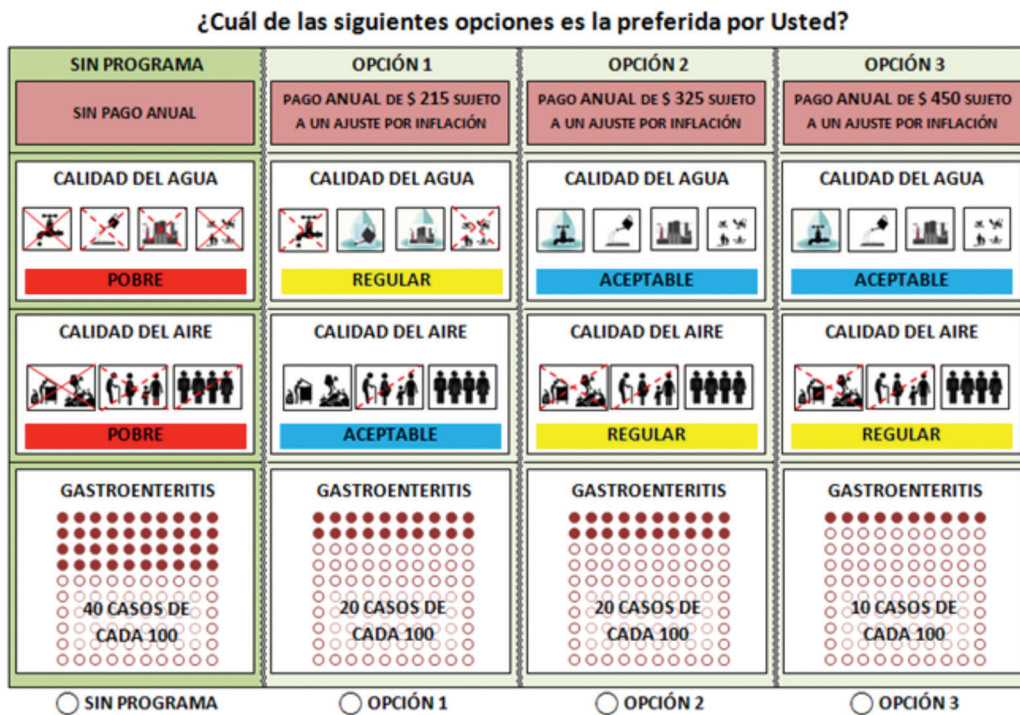 ¿Cuál de las siguientes opciones es la preferida por Usted?
SIN PROGRAMA
SIN PAGO ANUAL
CALIDAD DEL AGUA
POBRE
CALIDAD DEL AIRE
POBRE
GASTROENTERITIS
40 CASOS DE
CADA 100
OPCIÓN 1
PAGO ANUAL DE $ 215 SUJETO
A UN AJUSTE POR INFLACIÓN
CALIDAD DEL AGUA
REGULAR
CALIDAD DEL AIRE
ACEPTABLE
GASTROENTERITIS
20 CASOS DE
CADA 100
OPCIÓN 2
PAGO ANUAL DE $ 325 SUJETO
A UN AJUSTE POR INFLACIÓN
CALIDAD DEL AGUA
ACEPTABLE
CALIDAD DEL AIRE
REGULAR
GASTROENTERITIS
20 CASOS DE
CADA 100
OPCIÓN 3
PAGO ANUAL DE $ 450 SUJETO
A UN AJUSTE POR INFLACIÓN
CALIDAD DEL AGUA
ACEPTABLE
CALIDAD DEL AIRE
REGULAR
GASTROENTERITIS
10 CASOS DE
CADA 100
SIN PROGRAMA
OPCIÓN 1
OPCIÓN 2
OPCIÓN 3